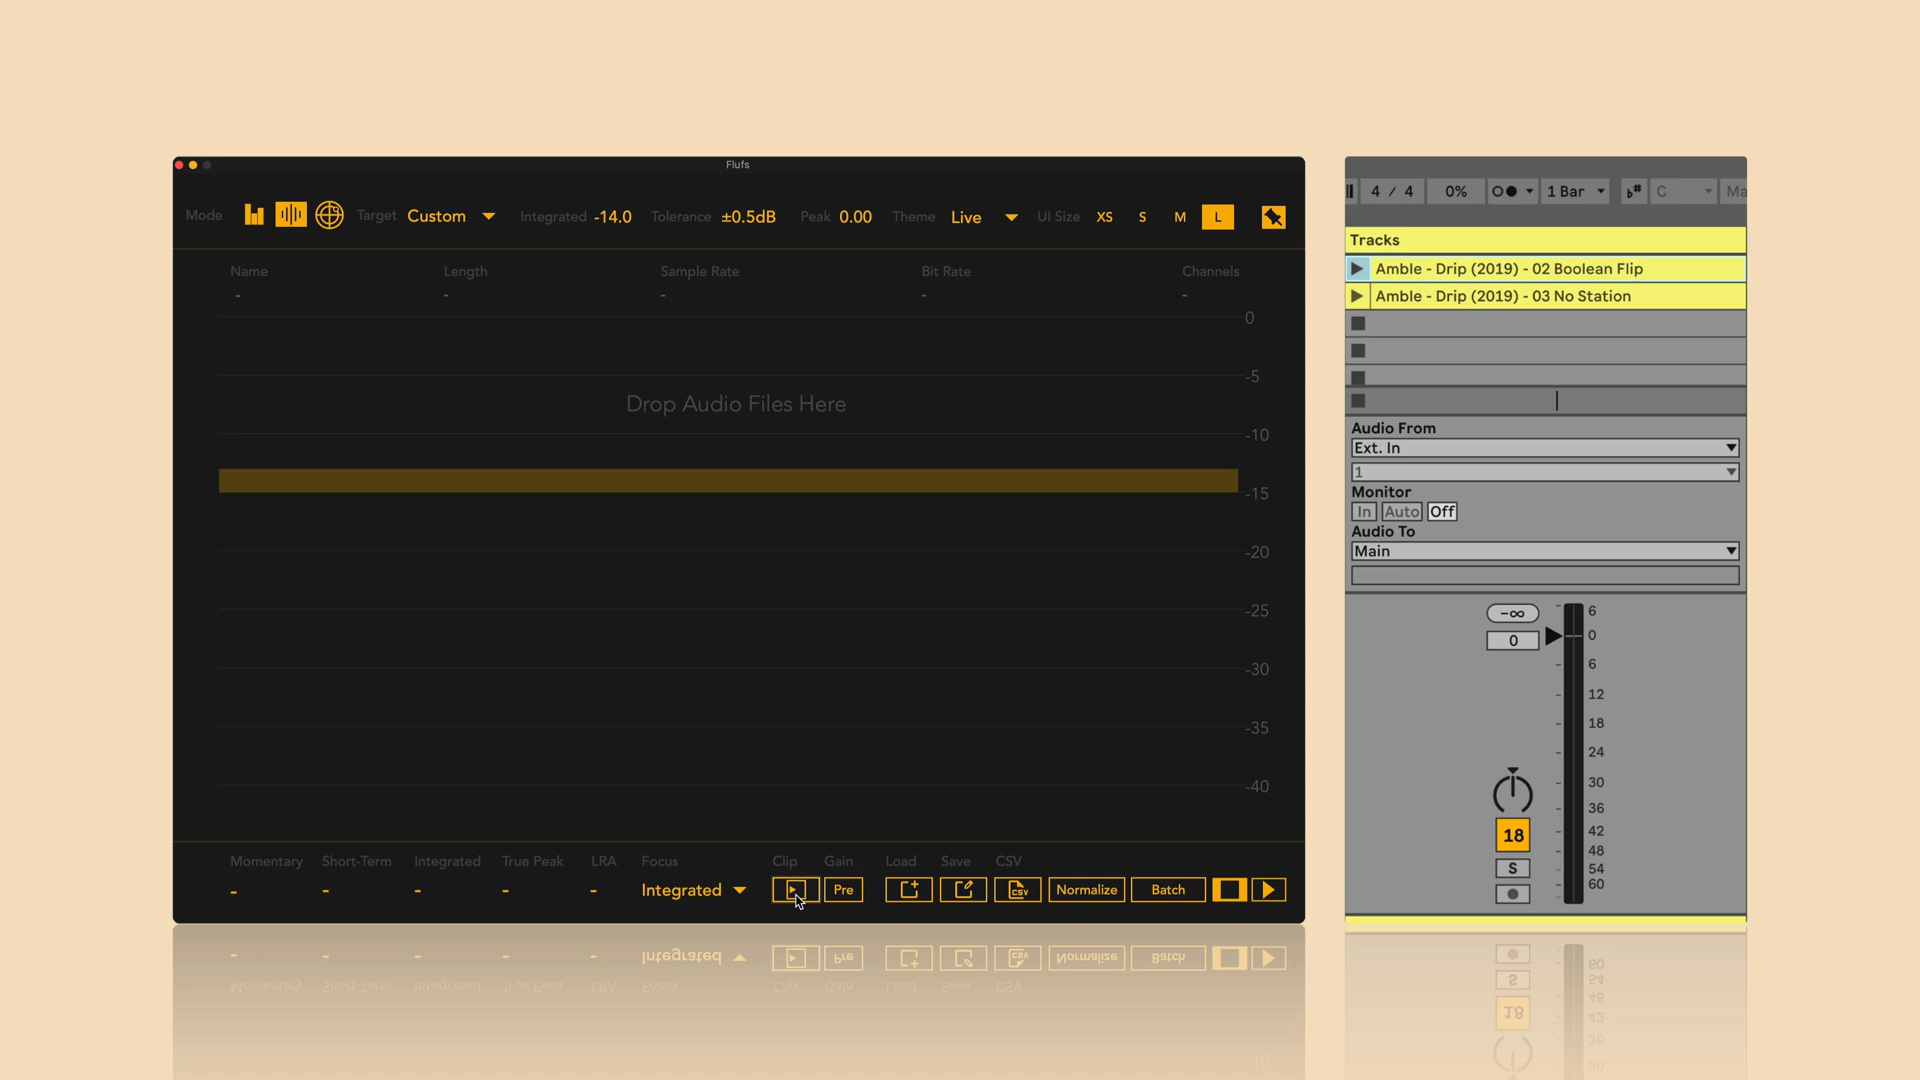 Flufs
Mode Target Custom Integrated -14.0 Tolerance ±0.5dB Peak 0.00 Theme Live UI Size XS S M L
Name Length Sample Rate Bit Rate Channels
- - - - -
0
-5
Drop Audio Files Here
-10
-15
-20
-25
-30
-35
-40
Momentary Short-Term Integrated True Peak LRA Focus Clip Gain Load Save CSV
- - - - - Integrated Pre CSV Normalize Batch
4 / 4 0% 1 Bar b# C Ma
Tracks
Amble - Drip (2019) - 02 Boolean Flip
Amble - Drip (2019) - 03 No Station
Audio From
Ext. In
1
Monitor
In Auto Off
Audio To
Main
-∞ 6
0 0
6
12
18
24
30
36
18 42
48
S 54
60